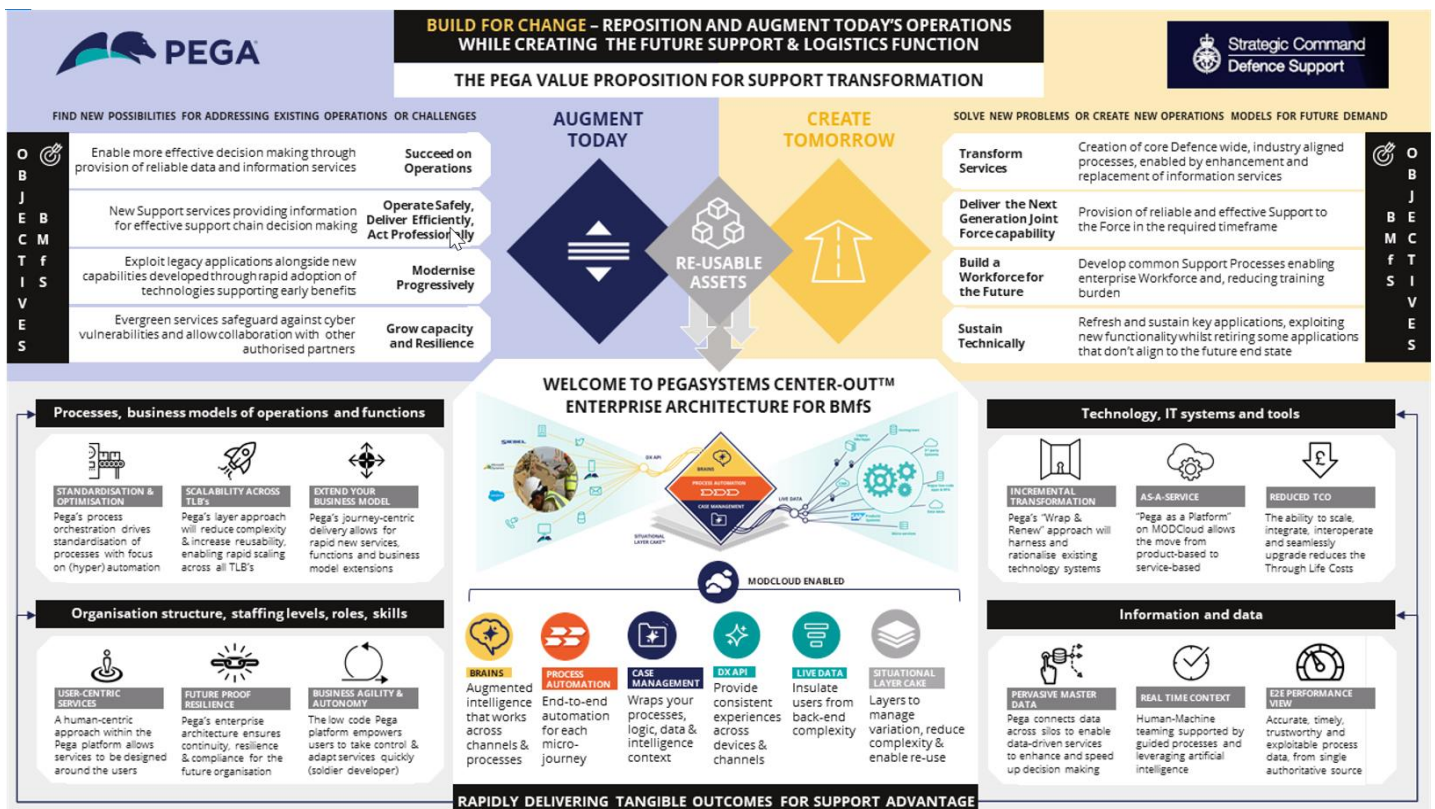 PEGA
BUILD FOR CHANGE – REPOSITION AND AUGMENT TODAY'S OPERATIONS
WHILE CREATING THE FUTURE SUPPORT & LOGISTICS FUNCTION
THE PEGA VALUE PROPOSITION FOR SUPPORT TRANSFORMATION
Strategic Command
Defence Support
FIND NEW POSSIBILITIES FOR ADDRESSING EXISTING OPERATIONS OR CHALLENGES
OBJECTIVES
BMfS
Enable more effective decision making through
provision of reliable data and information services
Succeed on
Operations
New Support services providing information
for effective support chain decision making
Operate Safely,
Deliver Efficiently,
Act Professionally
Exploit legacy applications alongside new
capabilities developed through rapid adoption of
technologies supporting early benefits
Modernise
Progressively
Evergreen services safeguard against cyber
vulnerabilities and allow collaboration with other
authorised partners
Grow capacity
and Resilience
AUGMENT
TODAY
CREATE
TOMORROW
RE-USABLE
ASSETS
SOLVE NEW PROBLEMS OR CREATE NEW OPERATIONS MODELS FOR FUTURE DEMAND
Transform
Services
Creation of core Defence wide, industry aligned
processes, enabled by enhancement and
replacement of information services
Deliver the Next
Generation Joint
Force capability
Provision of reliable and effective Support to
the Force in the required timeframe
Build a
Workforce for
the Future
Develop common Support Processes enabling
enterprise Workforce and, reducing training
burden
Sustain
Technically
Refresh and sustain key applications, exploiting
new functionality whilst retiring some applications
that don't align to the future end state
BMfS
OBJECTIVES
Processes, business models of operations and functions
STANDARDISATION &
OPTIMISATION
Pega's process
orchestration drives
standardisation of
processes with focus
on (hyper) automation
SCALABILITY ACROSS
TLB's
Pega's layer approach
will reduce complexity
& increase reusability,
enabling rapid scaling
across all TLB's
EXTEND YOUR
BUSINESS MODEL
Pega's journey-centric
delivery allows for
rapid new services,
functions and business
model extensions
Organisation structure, staffing levels, roles, skills
USER-CENTRIC
SERVICES
A human-centric
approach within the
Pega platform allows
services to be designed
around the users
FUTURE PROOF
RESILIENCE
Pega's enterprise
architecture ensures
continuity, resilience
& compliance for the
future organisation
BUSINESS AGILITY &
AUTONOMY
The low code Pega
platform empowers
users to take control &
adapt services quickly
(soldier developer)
WELCOME TO PEGASYSTEMS CENTER-OUT™
ENTERPRISE ARCHITECTURE FOR BMfS
DX API
BRAINS
PROCESS AUTOMATION
CASE
MANAGEMENT
LIVE DATA
SITUATIONAL
LAYER CAKE™
SAP
MODCLOUD ENABLED
BRAINS
Augmented
intelligence
that works
across
channels &
processes
PROCESS
AUTOMATION
End-to-end
automation
for each
micro-
journey
CASE
MANAGEMENT
Wraps your
processes,
logic, data &
intelligence
context
DX API
Provide
consistent
experiences
across
devices &
channels
LIVE DATA
Insulate
users from
back-end
complexity
SITUATIONAL
LAYER CAKE
Layers to
manage
variation, reduce
complexity &
enable re-use
Technology, IT systems and tools
INCREMENTAL
TRANSFORMATION
Pega's "Wrap &
Renew" approach will
harness and
rationalise existing
technology systems
AS-A-SERVICE
"Pega as a Platform"
on MODCloud allows
the move from
product-based to
service-based
REDUCED TCO
The ability to scale,
integrate, interoperate
and seamlessly
upgrade reduces the
Through Life Costs
Information and data
PERVASIVE MASTER
DATA
Pega connects data
across silos to enable
data-driven services
to enhance and speed
up decision making
REAL TIME CONTEXT
Human-Machine
teaming supported by
guided processes and
leveraging artificial
intelligence
E2E PERFORMANCE
VIEW
Accurate, timely,
trustworthy and
exploitable process
data, from single
authoritative source
RAPIDLY DELIVERING TANGIBLE OUTCOMES FOR SUPPORT ADVANTAGE